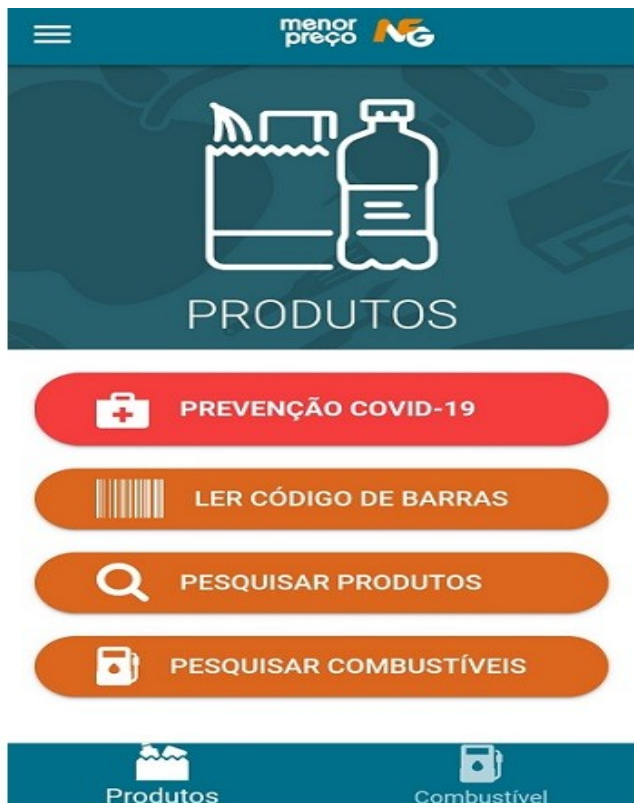 menor
preço NFG
PRODUTOS
PREVENÇÃO COVID-19
LER CÓDIGO DE BARRAS
PESQUISAR PRODUTOS
PESQUISAR COMBUSTÍVEIS
Produtos Combustível